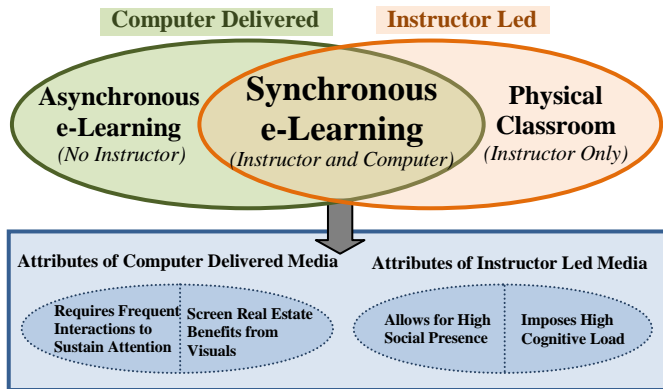 Computer Delivered
Instructor Led
Asynchronous
e-Learning
(No Instructor)
Synchronous
e-Learning
(Instructor and Computer)
Physical
Classroom
(Instructor Only)
Attributes of Computer Delivered Media
Requires Frequent
Interactions to
Sustain Attention
Screen Real Estate
Benefits from
Visuals
Attributes of Instructor Led Media
Allows for High
Social Presence
Imposes High
Cognitive Load